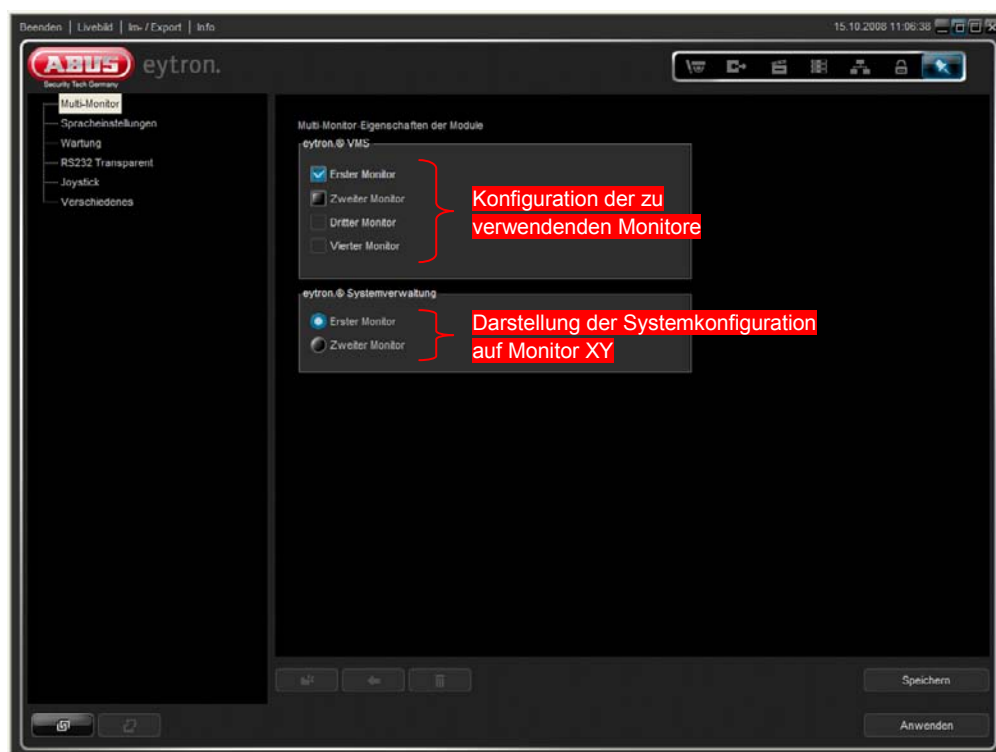 Beenden | Livebild | Im- / Export | Info
15.10.2008 11:06:38
ABUS
Security Tech Germany
eytron.
Multi-Monitor
Spracheinstellungen
Wartung
RS232 Transparent
Joystick
Verschiedenes
Multi-Monitor-Eigenschaften der Module
eytron.® VMS
Erster Monitor
Zweiter Monitor
Dritter Monitor
Vierter Monitor
Konfiguration der zu
verwendenden Monitore
eytron.® Systemverwaltung
Erster Monitor
Zweiter Monitor
Darstellung der Systemkonfiguration
auf Monitor XY
Speichern
Anwenden